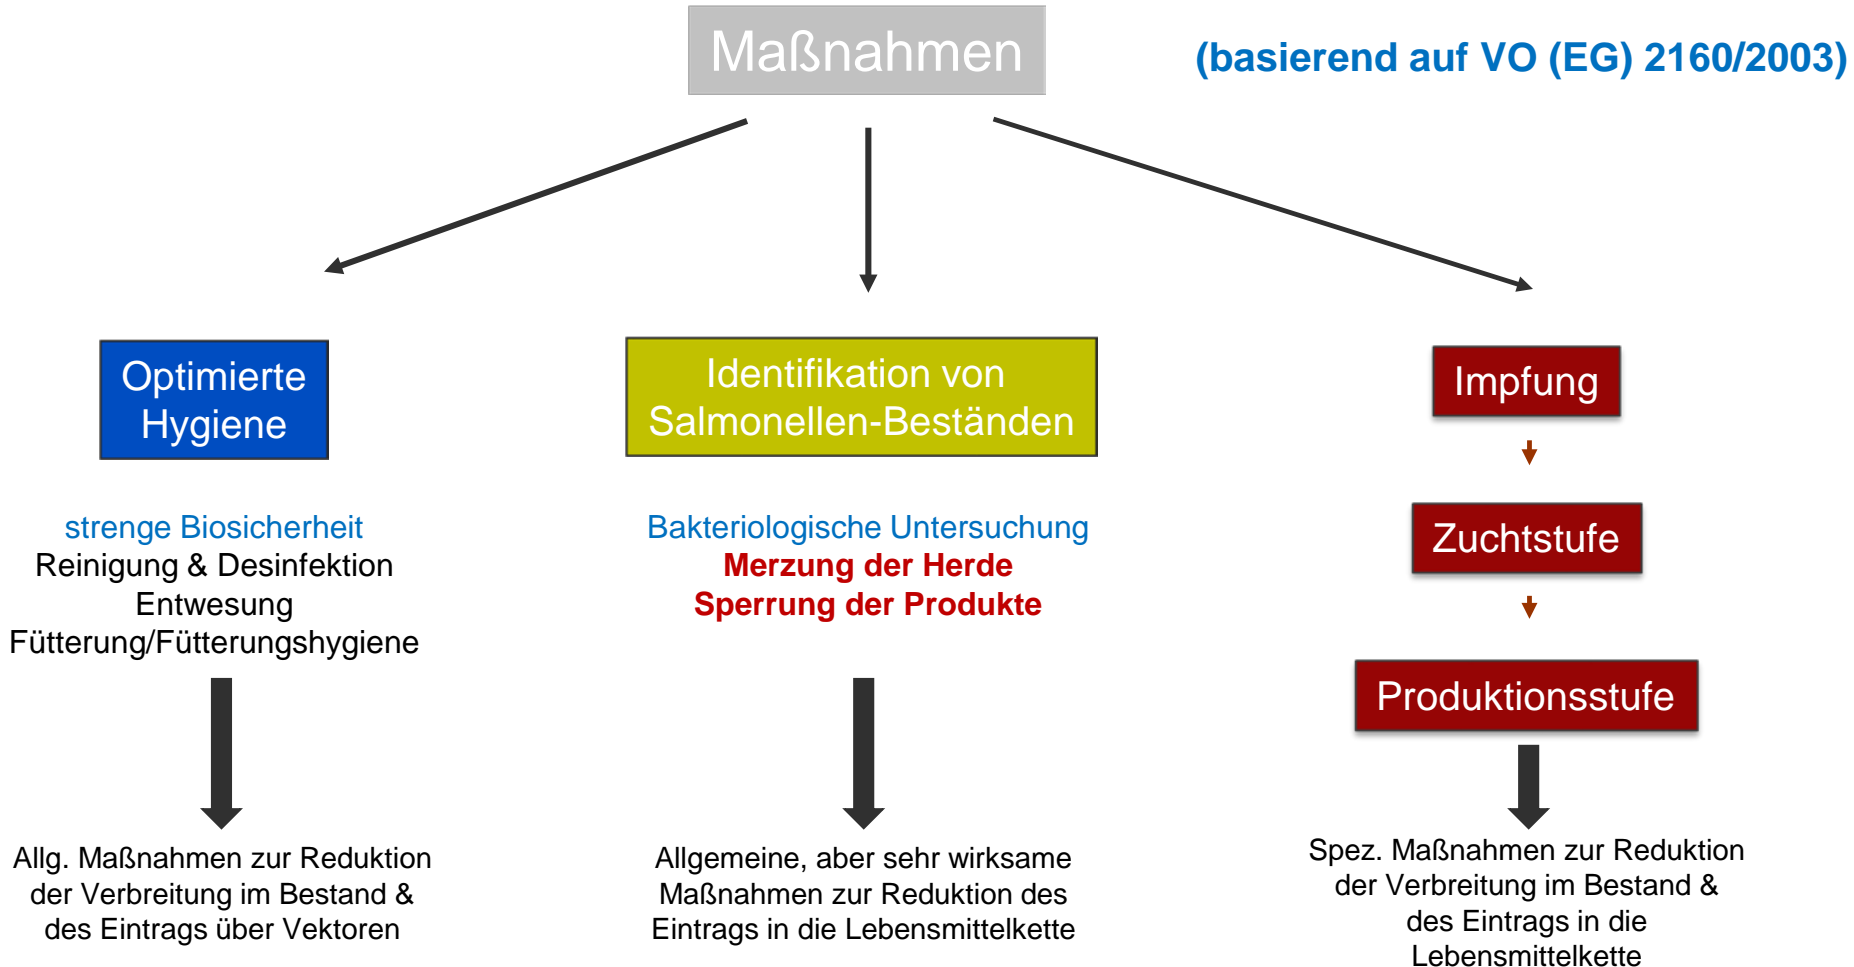 Maßnahmen
(basierend auf VO (EG) 2160/2003)
Optimierte
Hygiene
strenge Biosicherheit
Reinigung & Desinfektion
Entwesung
Fütterung/Fütterungshygiene
Allg. Maßnahmen zur Reduktion
der Verbreitung im Bestand &
des Eintrags über Vektoren
Identifikation von
Salmonellen-Beständen
Bakteriologische Untersuchung
Merzung der Herde
Sperrung der Produkte
Allgemeine, aber sehr wirksame
Maßnahmen zur Reduktion des
Eintrags in die Lebensmittelkette
Impfung
Zuchtstufe
Produktionsstufe
Spez. Maßnahmen zur Reduktion
der Verbreitung im Bestand &
des Eintrags in die
Lebensmittelkette